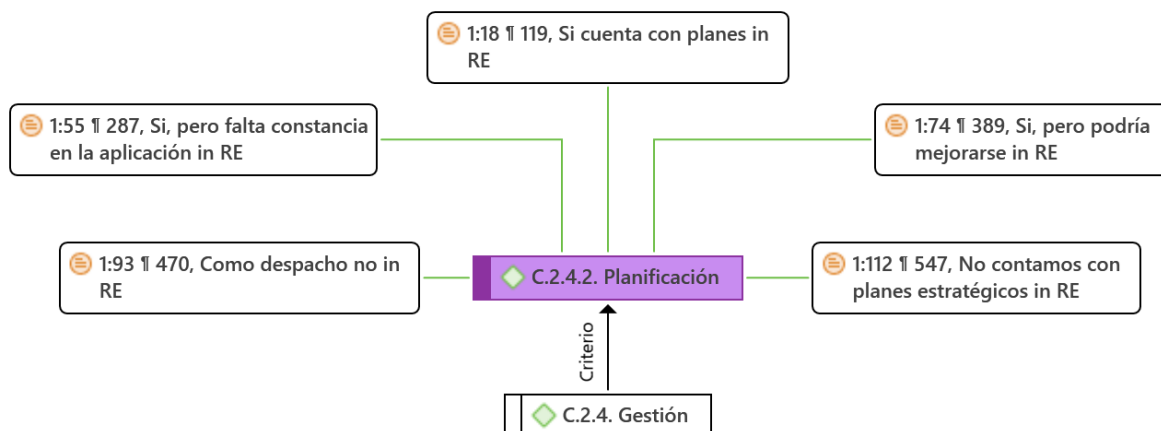 1:18 ¶ 119, Si cuenta con planes in
RE
1:55 ¶ 287, Si, pero falta constancia
en la aplicación in RE
1:74 ¶ 389, Si, pero podría
mejorarse in RE
1:93 ¶ 470, Como despacho no in
RE
C.2.4.2. Planificación
1:112 ¶ 547, No contamos con
planes estratégicos in RE
Criterio
C.2.4. Gestión